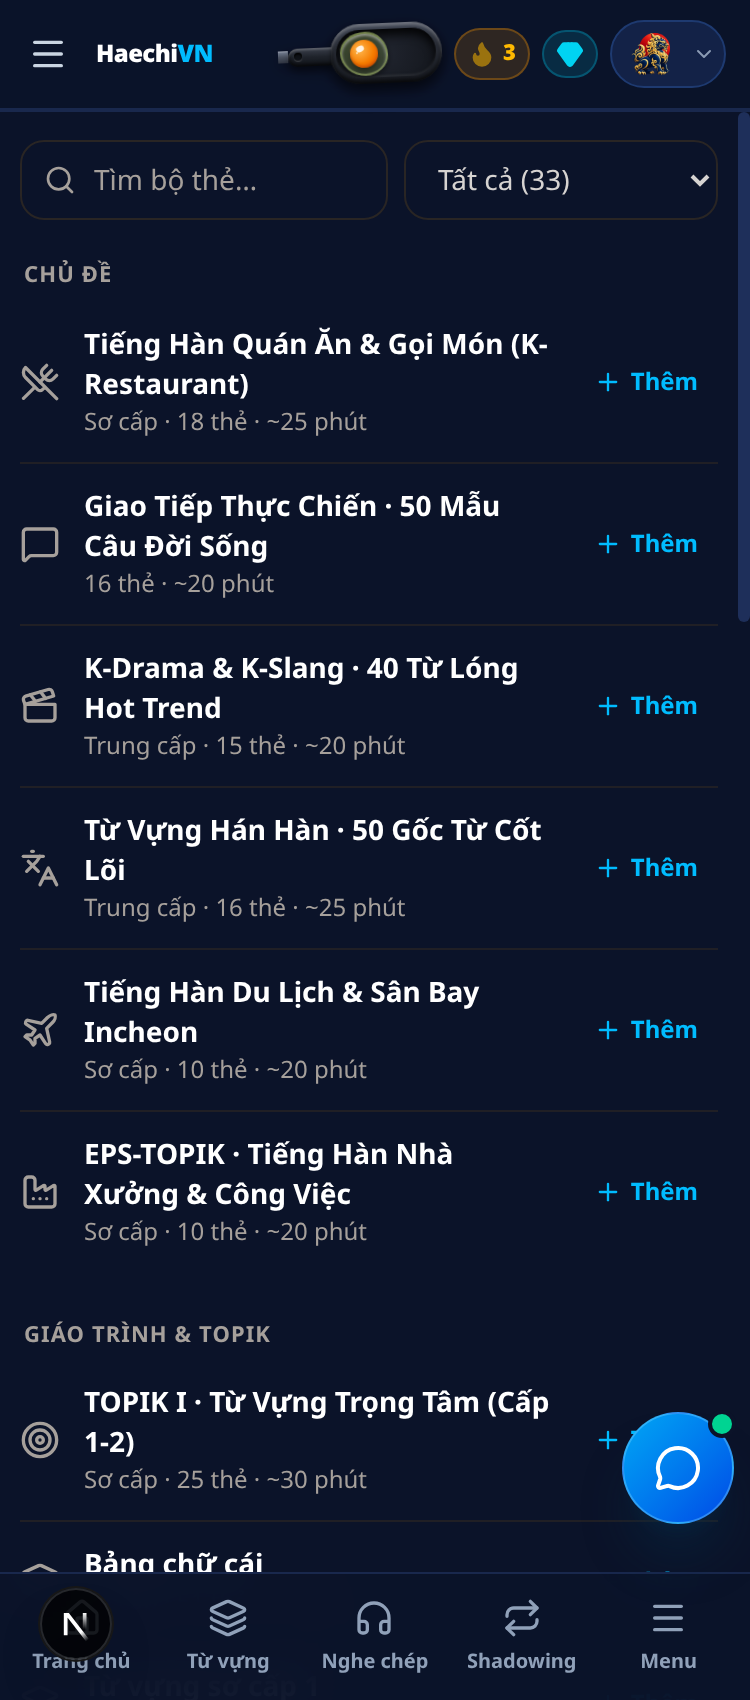 HaechiVN
3
Tìm bộ thẻ...
Tất cả (33)
CHỦ ĐỀ
Tiếng Hàn Quán Ăn & Gọi Món (K-
Restaurant)
Sơ cấp · 18 thẻ · ~25 phút
+ Thêm
Giao Tiếp Thực Chiến · 50 Mẫu
Câu Đời Sống
16 thẻ · ~20 phút
+ Thêm
K-Drama & K-Slang · 40 Từ Lóng
Hot Trend
Trung cấp · 15 thẻ · ~20 phút
+ Thêm
Từ Vựng Hán Hàn · 50 Gốc Từ Cốt
Lõi
Trung cấp · 16 thẻ · ~25 phút
+ Thêm
Tiếng Hàn Du Lịch & Sân Bay
Incheon
Sơ cấp · 10 thẻ · ~20 phút
+ Thêm
EPS-TOPIK · Tiếng Hàn Nhà
Xưởng & Công Việc
Sơ cấp · 10 thẻ · ~20 phút
+ Thêm
GIÁO TRÌNH & TOPIK
TOPIK I · Từ Vựng Trọng Tâm (Cấp
1-2)
Sơ cấp · 25 thẻ · ~30 phút
+
Bảng chữ cái
N
Trang chủ
Từ vựng
Nghe chép
Shadowing
Menu
Từ vựng sơ cấp 1